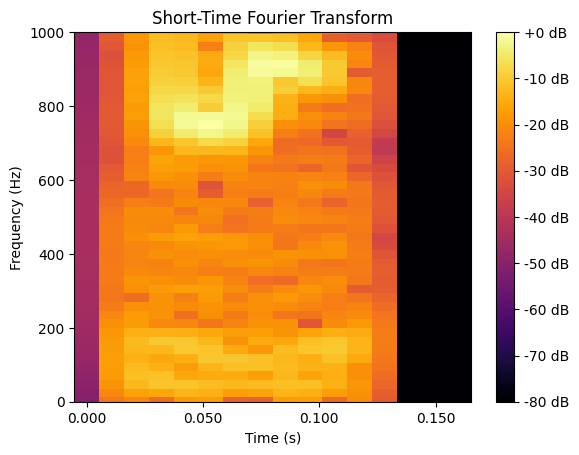 Short-Time Fourier Transform
Frequency (Hz)
1000
800
600
400
200
0
0.000
0.050
0.100
0.150
Time (s)
+0 dB
-10 dB
-20 dB
-30 dB
-40 dB
-50 dB
-60 dB
-70 dB
-80 dB